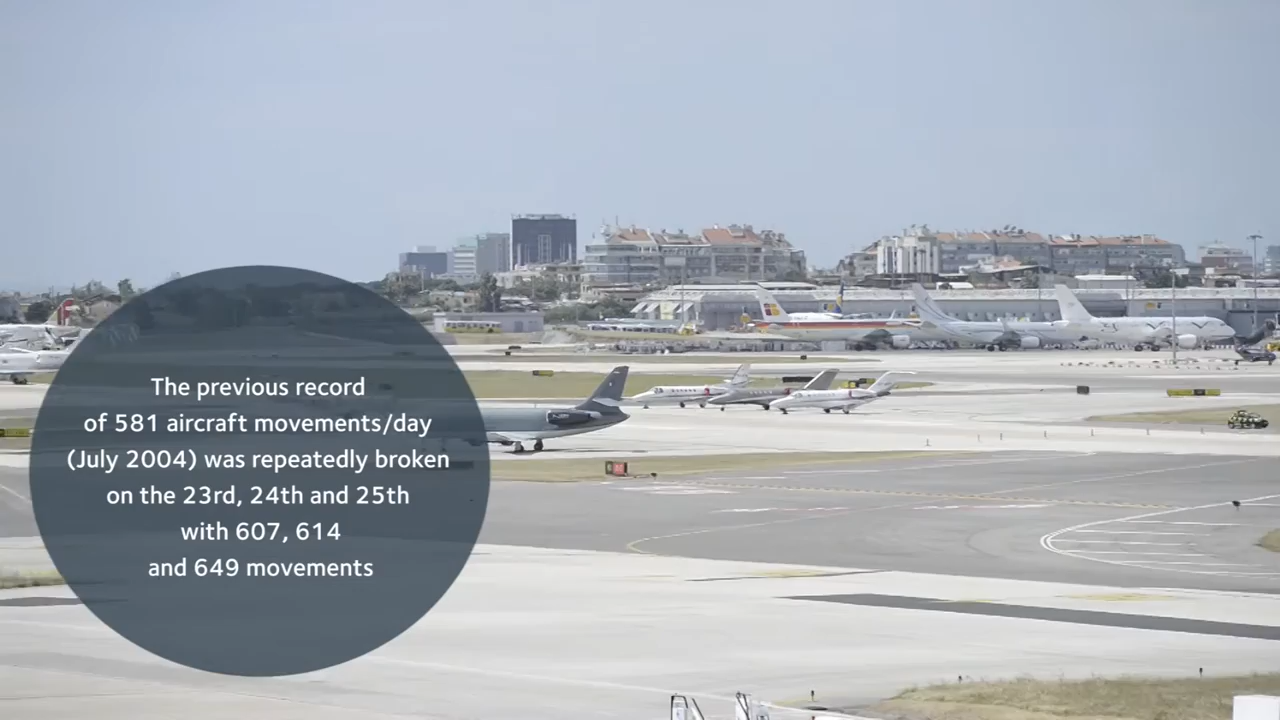 The previous record
of 581 aircraft movements/day
(July 2004) was repeatedly broken
on the 23rd, 24th and 25th
with 607, 614
and 649 movements